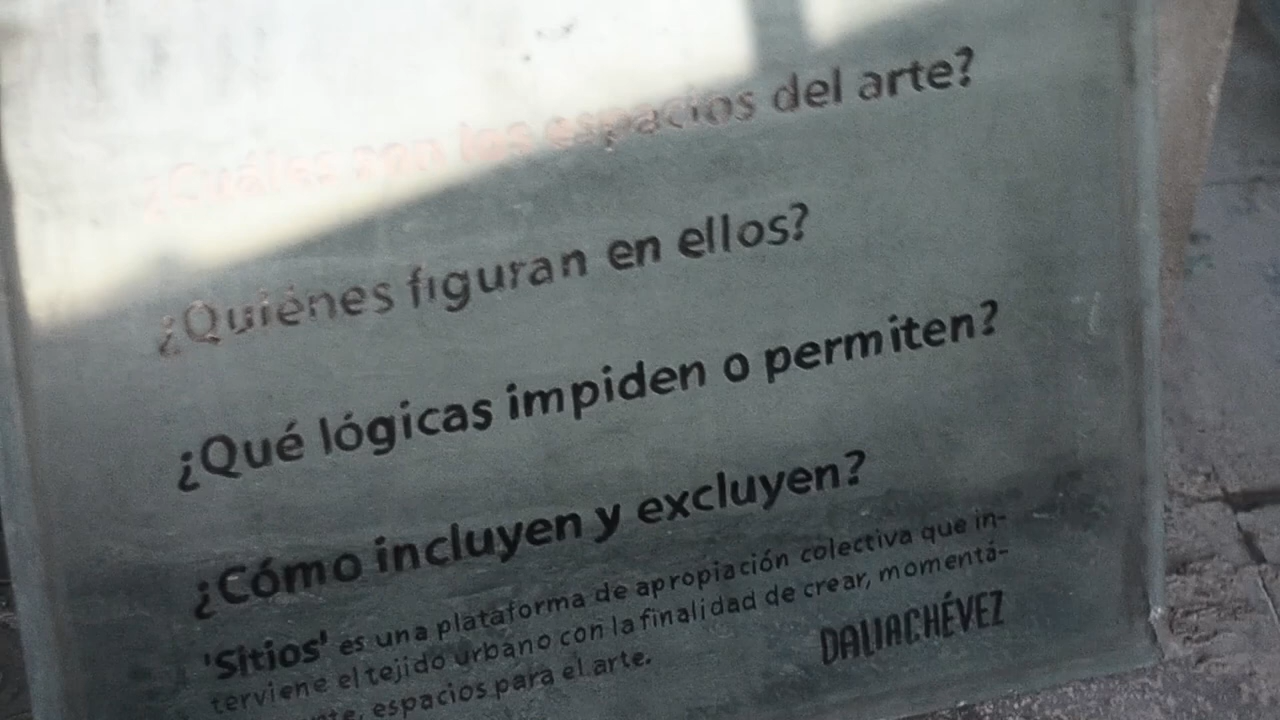 ¿Cuáles son los espacios del arte?
¿Quiénes figuran en ellos?
¿Qué lógicas impiden o permiten?
¿Cómo incluyen y excluyen?
'Sitios' es una plataforma de apropiación colectiva que in-
terviene el tejido urbano con la finalidad de crear, momentá-
nte, espacios para el arte.
DALIACHÉVEZ